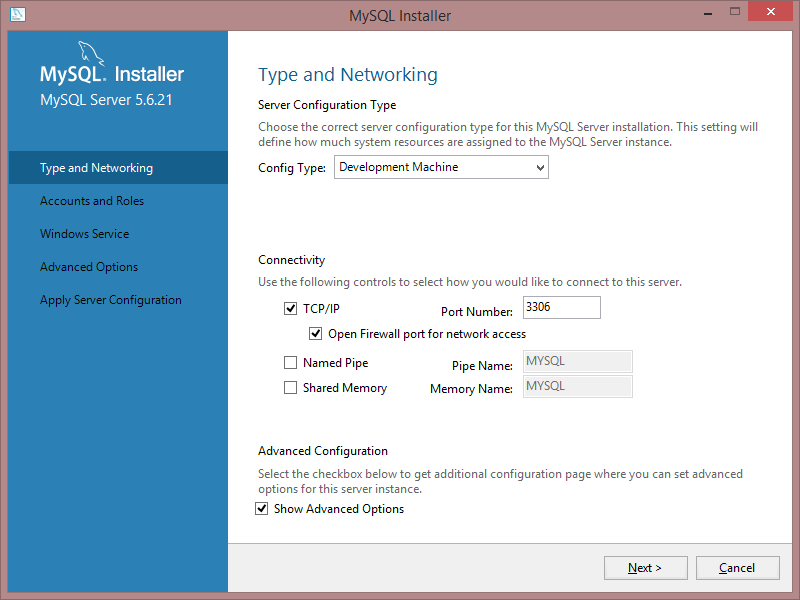 MySQL Installer
MySQL. Installer
MySQL Server 5.6.21
Type and Networking
Accounts and Roles
Windows Service
Advanced Options
Apply Server Configuration
Type and Networking
Server Configuration Type
Choose the correct server configuration type for this MySQL Server installation. This setting will
define how much system resources are assigned to the MySQL Server instance.
Config Type: Development Machine
Connectivity
Use the following controls to select how you would like to connect to this server.
TCP/IP Port Number: 3306
Open Firewall port for network access
Named Pipe Pipe Name: MYSQL
Shared Memory Memory Name: MYSQL
Advanced Configuration
Select the checkbox below to get additional configuration page where you can set advanced
options for this server instance.
Show Advanced Options
Next > Cancel